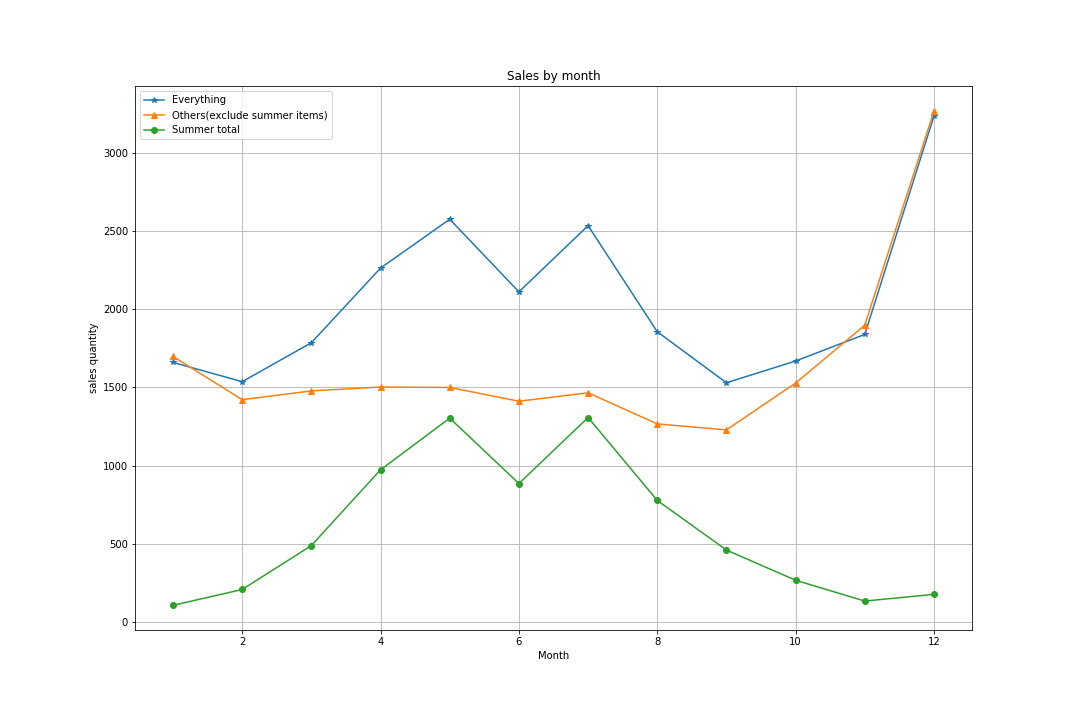 Sales by month
Everything
Others(exclude summer items)
Summer total
sales quantity
3000
2500
2000
1500
1000
500
0
2 4 6 8 10 12
Month